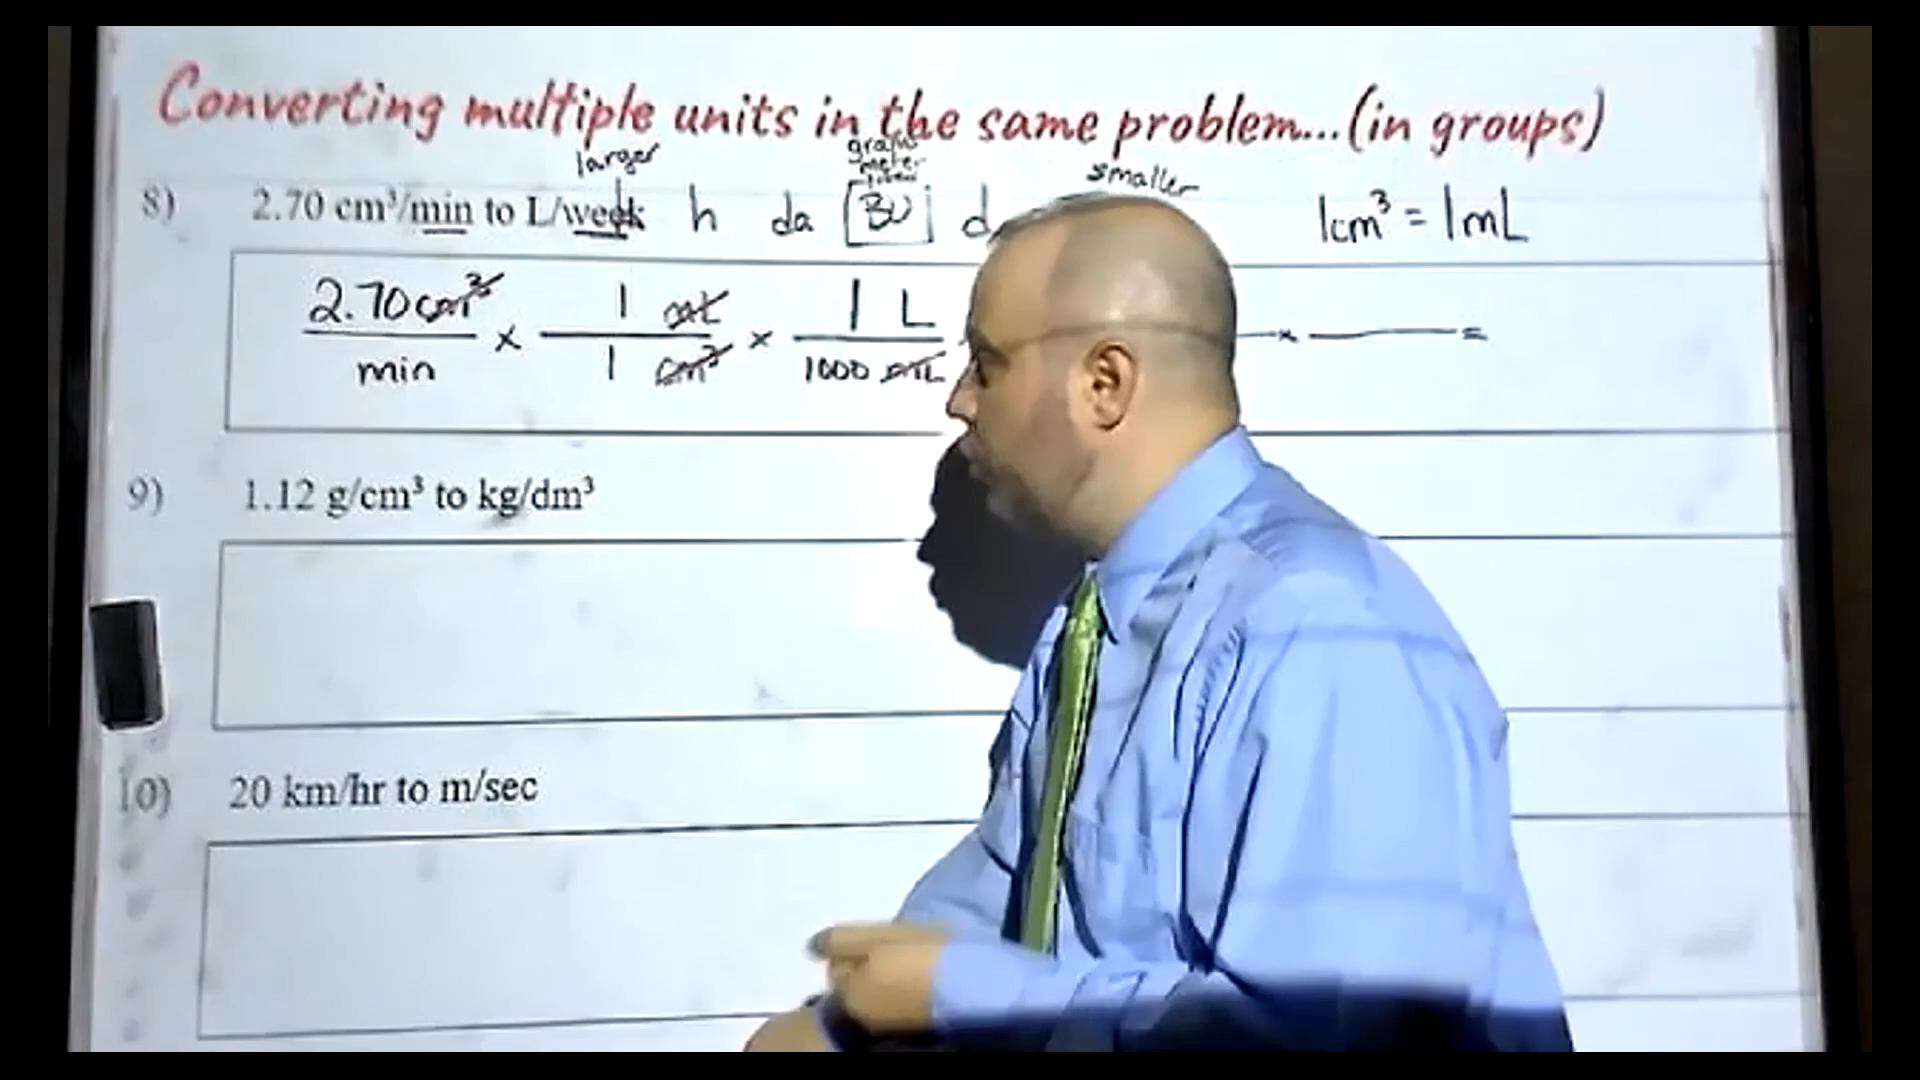 Converting multiple units in the same problem...(in groups)
larger
smaller
8) 2.70 cm³/min to L/week
h da BU d
1cm³ = 1mL
2.70 cm³ × 1 mL × 1 L × =
min 1 cm³ 1000 mL
9) 1.12 g/cm³ to kg/dm³
10) 20 km/hr to m/sec